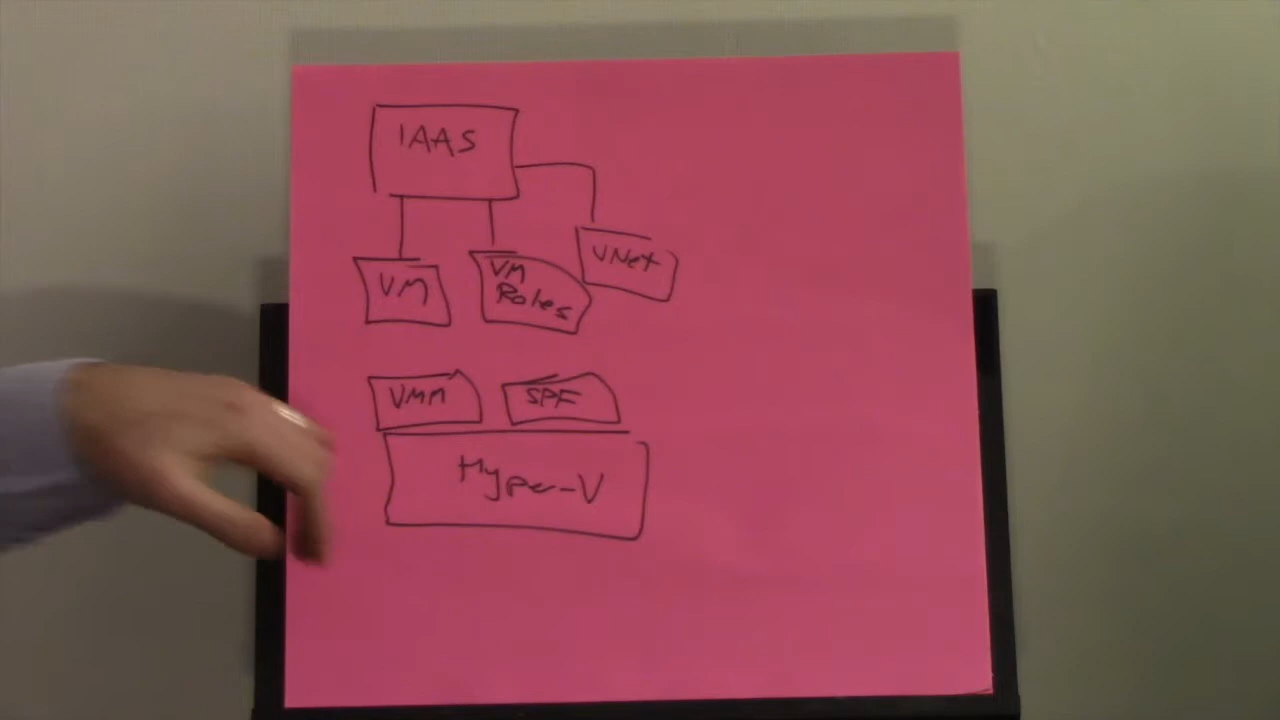 IAAS
VNet
VM
VM
Roles
VMM
SPF
Hyper-V